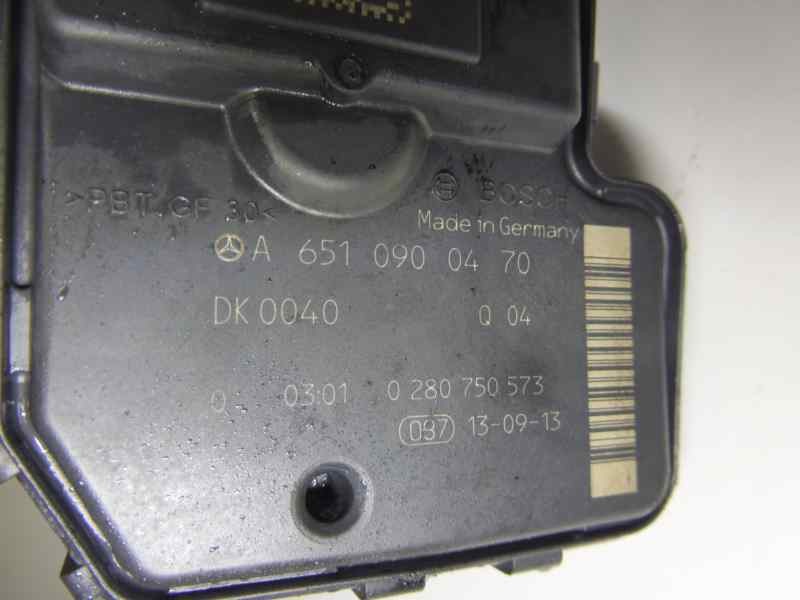 >PBT.GF 30<
BOSCH
Made in Germany
A 651 090 04 70
DK 0040 Q 04
Q 03:01 0 280 750 573
037 13-09-13